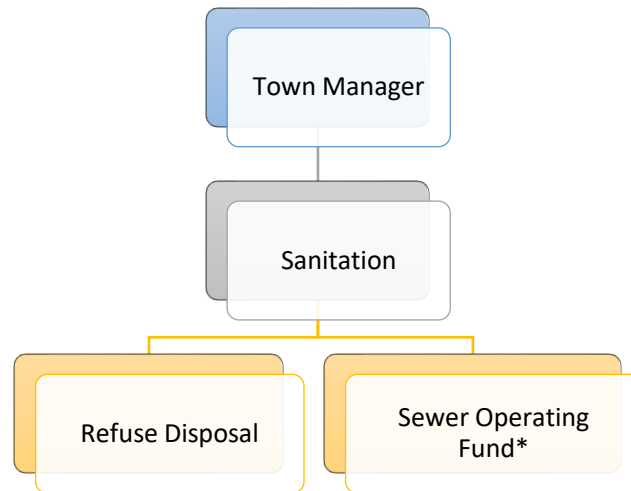 Town Manager
Sanitation
Refuse Disposal
Sewer Operating
Fund*